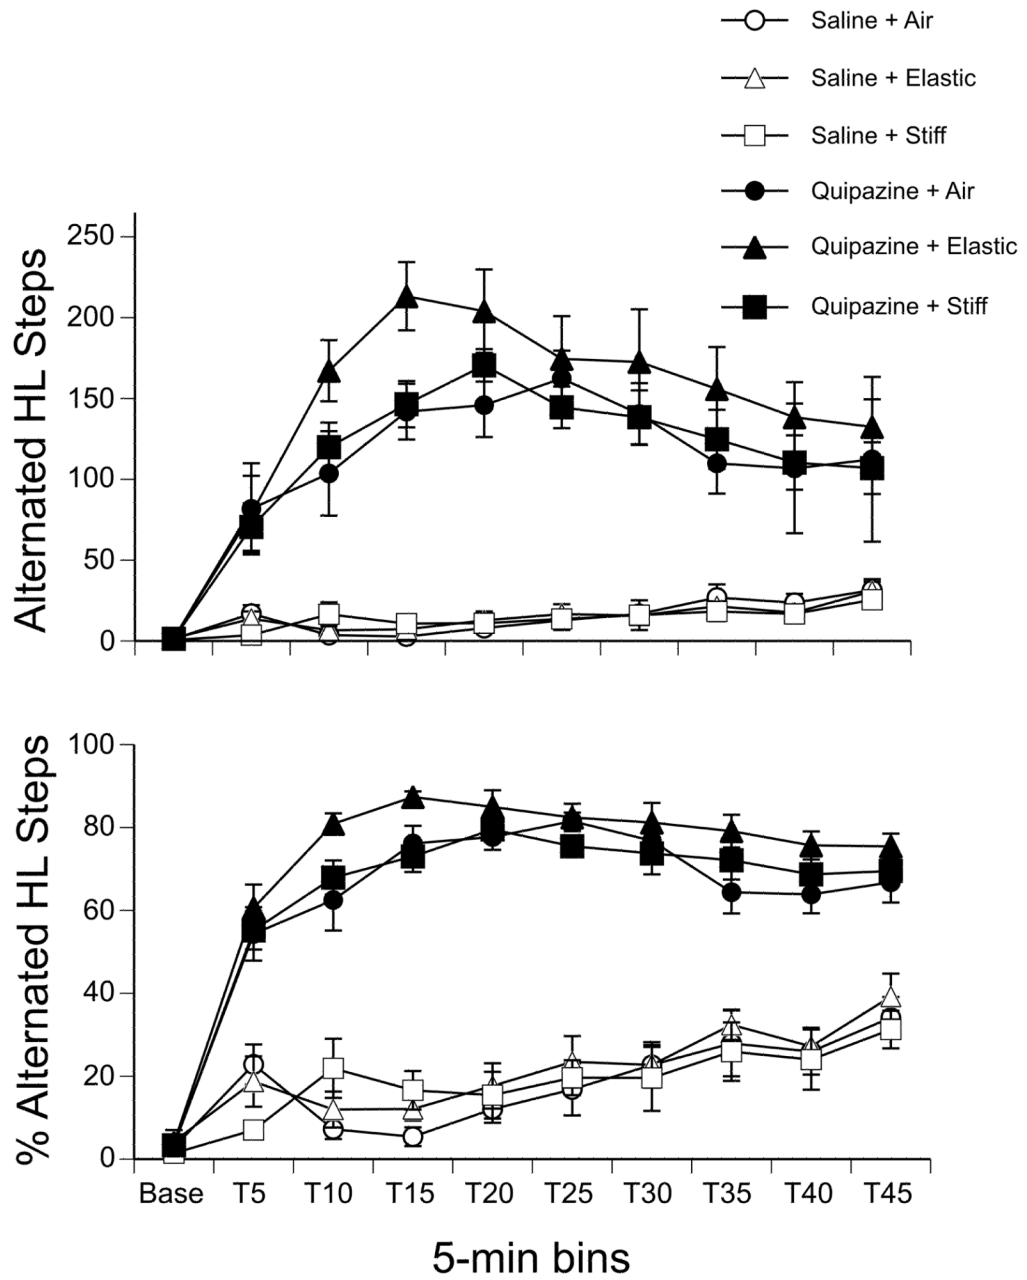 Saline + Air
Saline + Elastic
Saline + Stiff
Quipazine + Air
Quipazine + Elastic
Quipazine + Stiff
Alternated HL Steps
250
200
150
100
50
0
% Alternated HL Steps
100
80
60
40
20
0
Base T5 T10 T15 T20 T25 T30 T35 T40 T45
5-min bins